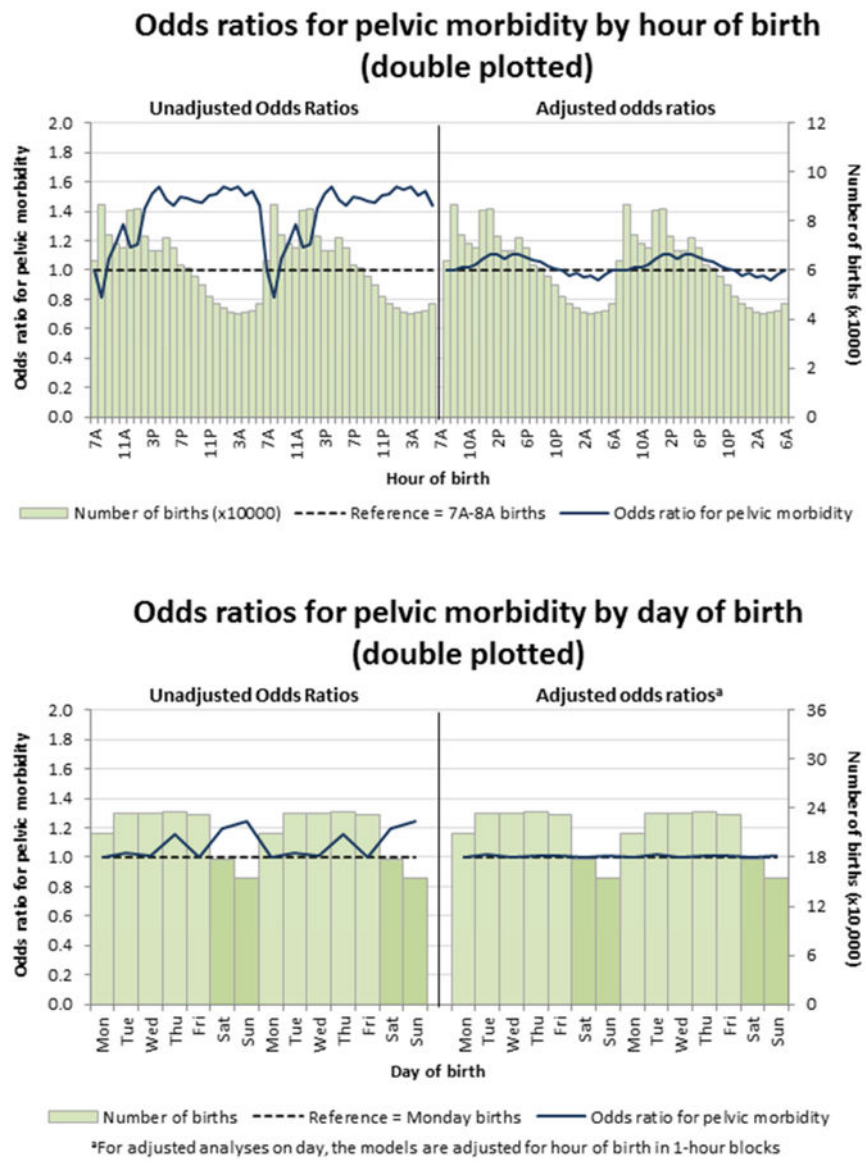 Odds ratios for pelvic morbidity by hour of birth
(double plotted)
Unadjusted Odds Ratios
Adjusted odds ratios
Odds ratio for pelvic morbidity
2.0
1.8
1.6
1.4
1.2
1.0
0.8
0.6
0.4
0.2
0.0
12
10
8
6
4
2
0
Number of births (x1000)
7A 11A 3P 7P 11P 3A 7A 11A 3P 7P 11P 3A 7A 10A 2P 6P 10P 2A 6A 10A 2P 6P 10P 2A 6A
Hour of birth
Number of births (x10000) Reference = 7A-8A births Odds ratio for pelvic morbidity
Odds ratios for pelvic morbidity by day of birth
(double plotted)
Unadjusted Odds Ratios
Adjusted odds ratiosᵃ
Odds ratio for pelvic morbidity
2.0
1.8
1.6
1.4
1.2
1.0
0.8
0.6
0.4
0.2
0.0
36
30
24
18
12
6
0
Number of births (x10,000)
Mon Tue Wed Thu Fri Sat Sun Mon Tue Wed Thu Fri Sat Sun Mon Tue Wed Thu Fri Sat Sun Mon Tue Wed Thu Fri Sat Sun
Day of birth
Number of births Reference = Monday births Odds ratio for pelvic morbidity
ᵃFor adjusted analyses on day, the models are adjusted for hour of birth in 1-hour blocks